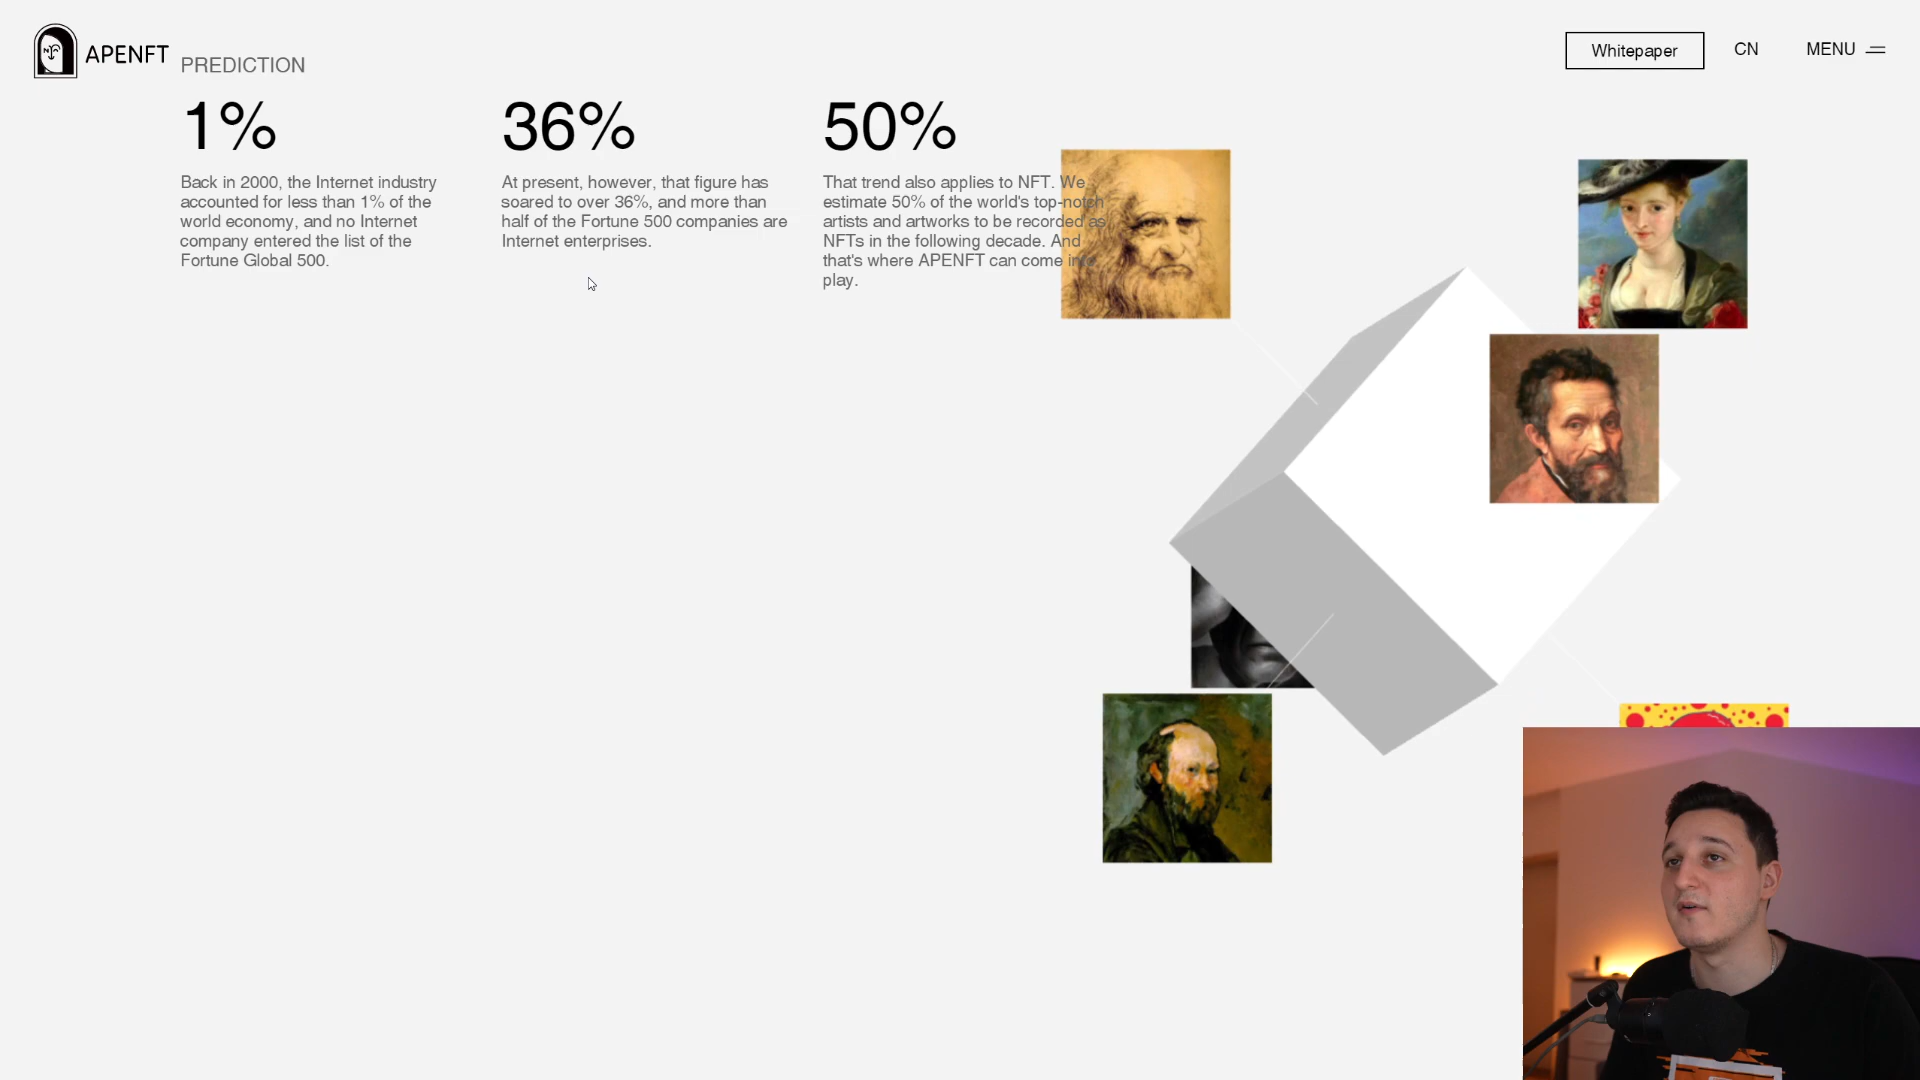 APENFT
Whitepaper
CN
MENU
PREDICTION
1%
Back in 2000, the Internet industry
accounted for less than 1% of the
world economy, and no Internet
company entered the list of the
Fortune Global 500.
36%
At present, however, that figure has
soared to over 36%, and more than
half of the Fortune 500 companies are
Internet enterprises.
50%
That trend also applies to NFT. We
estimate 50% of the world's top-notch
artists and artworks to be recorded as
NFTs in the following decade. And
that's where APENFT can come into
play.